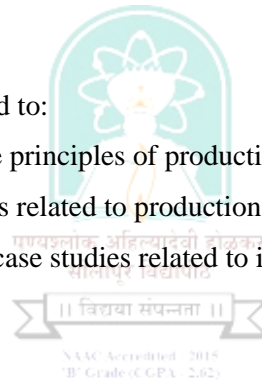 d to:
e principles of producti
s related to production
पुण्यश्लोक अहिल्यादेवी होळकर
case studies related to i
सोलापूर विद्यापीठ
।। विद्यया संपन्नता ।।
NAAC Accredited - 2015
'B' Grade (CGPA - 2.62)